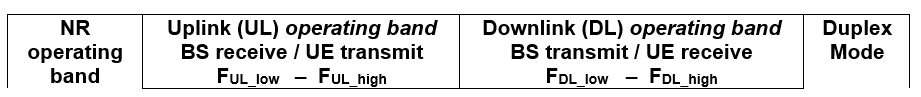 NR operating band
Uplink (UL) operating band
BS receive / UE transmit
FUL_low – FUL_high
Downlink (DL) operating band
BS transmit / UE receive
FDL_low – FDL_high
Duplex Mode